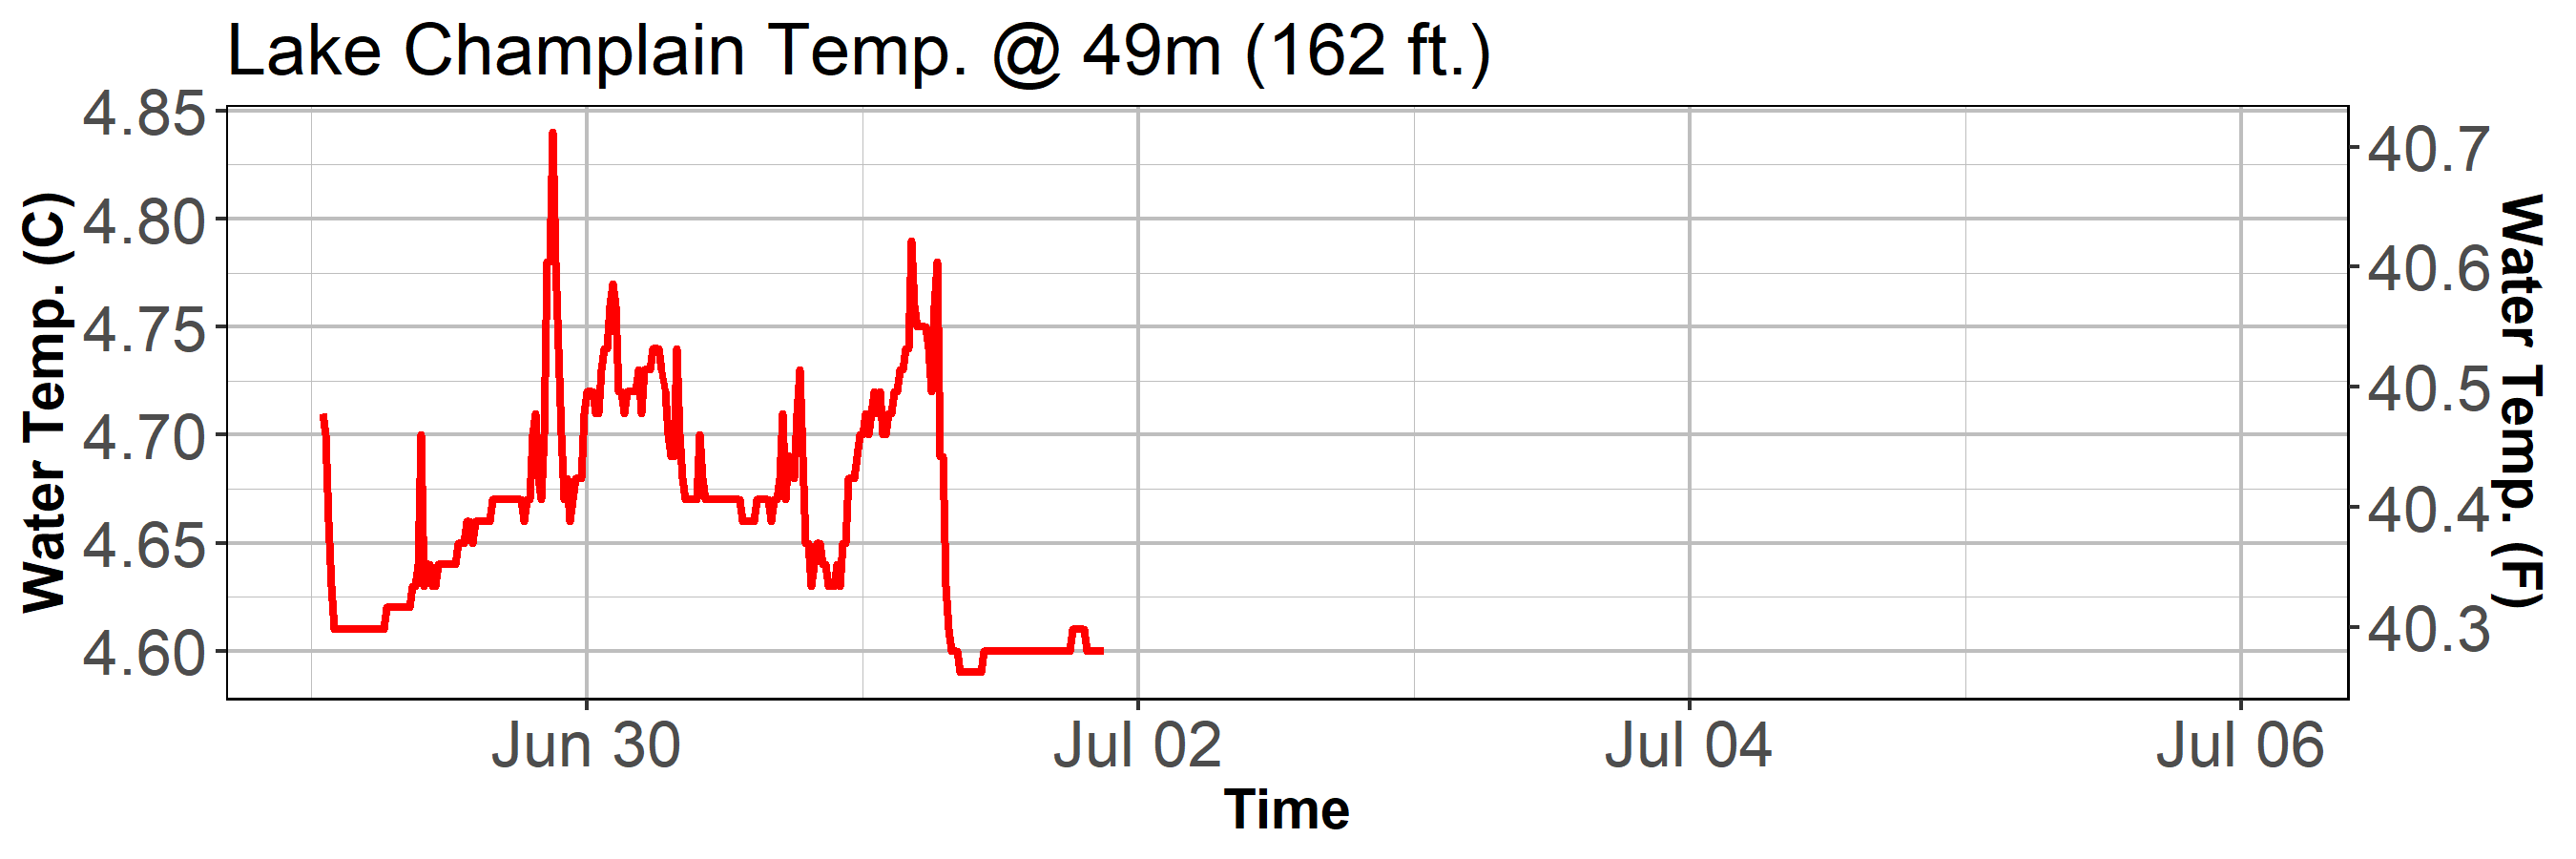 Lake Champlain Temp. @ 49m (162 ft.)
4.85
4.80
4.75
4.70
4.65
4.60
Water Temp. (C)
40.7
40.6
40.5
40.4
40.3
Water Temp. (F)
Jun 30
Jul 02
Jul 04
Jul 06
Time